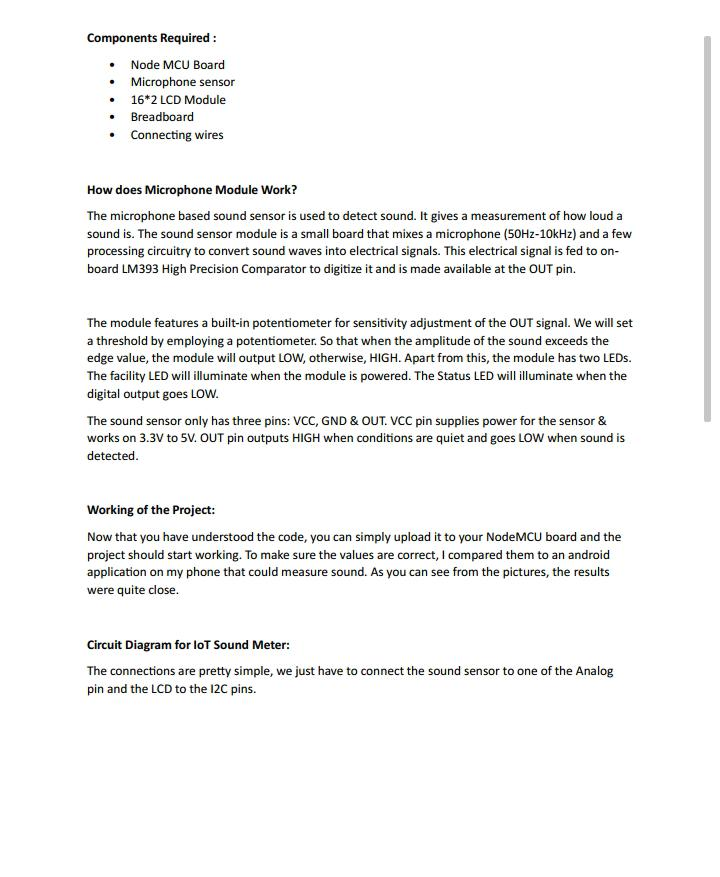 Components Required :
• Node MCU Board
• Microphone sensor
• 16*2 LCD Module
• Breadboard
• Connecting wires
How does Microphone Module Work?
The microphone based sound sensor is used to detect sound. It gives a measurement of how loud a
sound is. The sound sensor module is a small board that mixes a microphone (50Hz-10kHz) and a few
processing circuitry to convert sound waves into electrical signals. This electrical signal is fed to on-
board LM393 High Precision Comparator to digitize it and is made available at the OUT pin.
The module features a built-in potentiometer for sensitivity adjustment of the OUT signal. We will set
a threshold by employing a potentiometer. So that when the amplitude of the sound exceeds the
edge value, the module will output LOW, otherwise, HIGH. Apart from this, the module has two LEDs.
The facility LED will illuminate when the module is powered. The Status LED will illuminate when the
digital output goes LOW.
The sound sensor only has three pins: VCC, GND & OUT. VCC pin supplies power for the sensor &
works on 3.3V to 5V. OUT pin outputs HIGH when conditions are quiet and goes LOW when sound is
detected.
Working of the Project:
Now that you have understood the code, you can simply upload it to your NodeMCU board and the
project should start working. To make sure the values are correct, I compared them to an android
application on my phone that could measure sound. As you can see from the pictures, the results
were quite close.
Circuit Diagram for IoT Sound Meter:
The connections are pretty simple, we just have to connect the sound sensor to one of the Analog
pin and the LCD to the I2C pins.